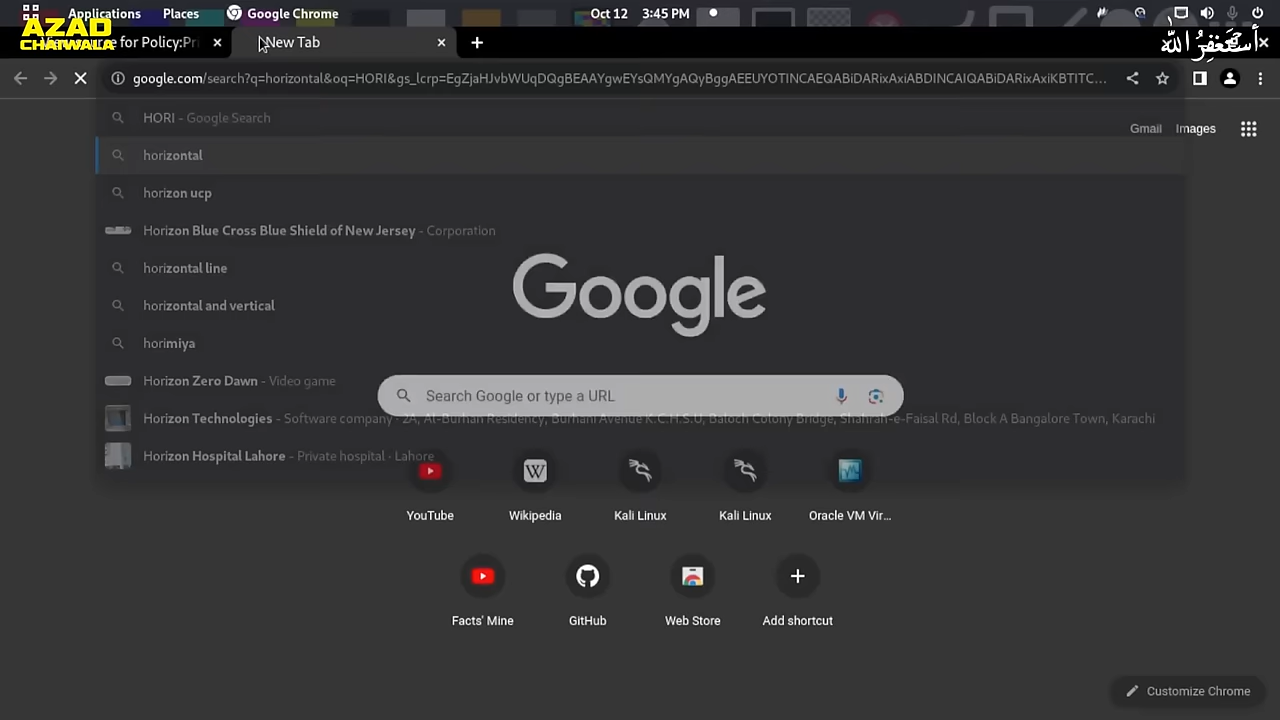 Applications Places Google Chrome Oct 12 3:45 PM
AZAD
CHAIWALA
for Policy:Pr
New Tab
أستغفر الله
google.com/search?q=horizontal&oq=HORI&gs_lcrp=EgZjaHJvbWUqDQgBEAAYgwEYsQMYgAQyBggAEEUYOTINCAEQABiDARixAxiABDINCAIQABiDARixAxiKBTITC...
HORI - Google Search
Gmail Images
horizontal
horizon ucp
Horizon Blue Cross Blue Shield of New Jersey - Corporation
horizontal line
horizontal and vertical
Google
horimiya
Horizon Zero Dawn - Video game
Search Google or type a URL
Horizon Technologies - Software company · 2A, Al-Burhan Residency, Burhani Avenue K.C.H.S.U, Baloch Colony Bridge, Shahrah-e-Faisal Rd, Block A Bangalore Town, Karachi
Horizon Hospital Lahore - Private hospital · Lahore
YouTube Wikipedia Kali Linux Kali Linux Oracle VM Vir...
Facts' Mine GitHub Web Store Add shortcut
Customize Chrome